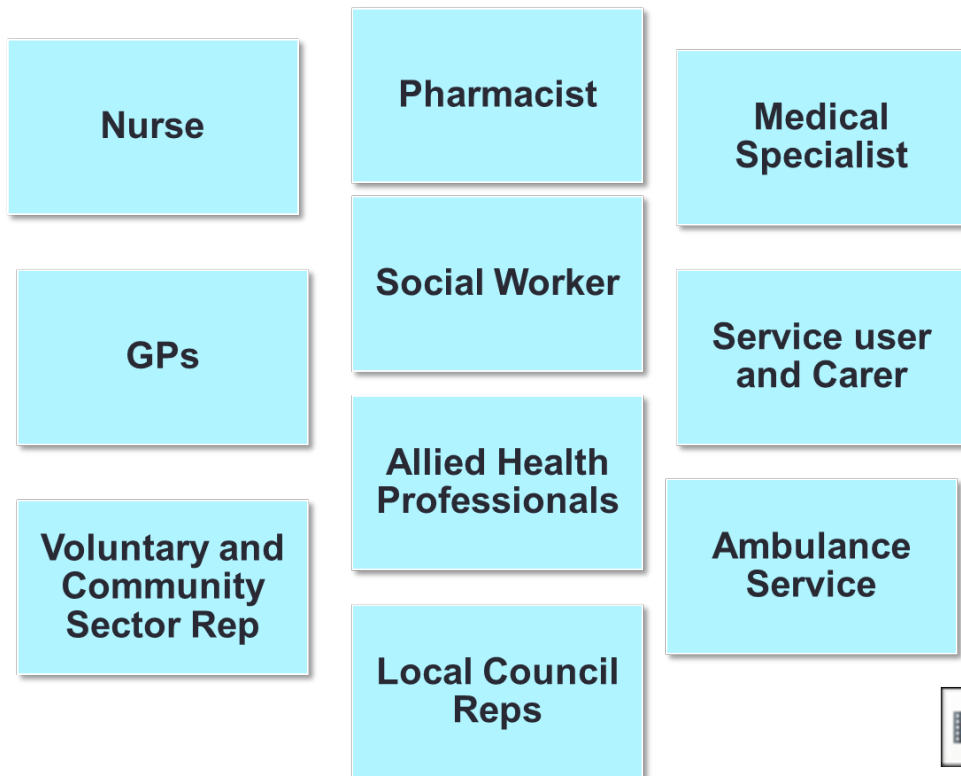 Nurse
Pharmacist
Medical
Specialist
GPs
Social Worker
Service user
and Carer
Voluntary and
Community
Sector Rep
Allied Health
Professionals
Ambulance
Service
Local Council
Reps